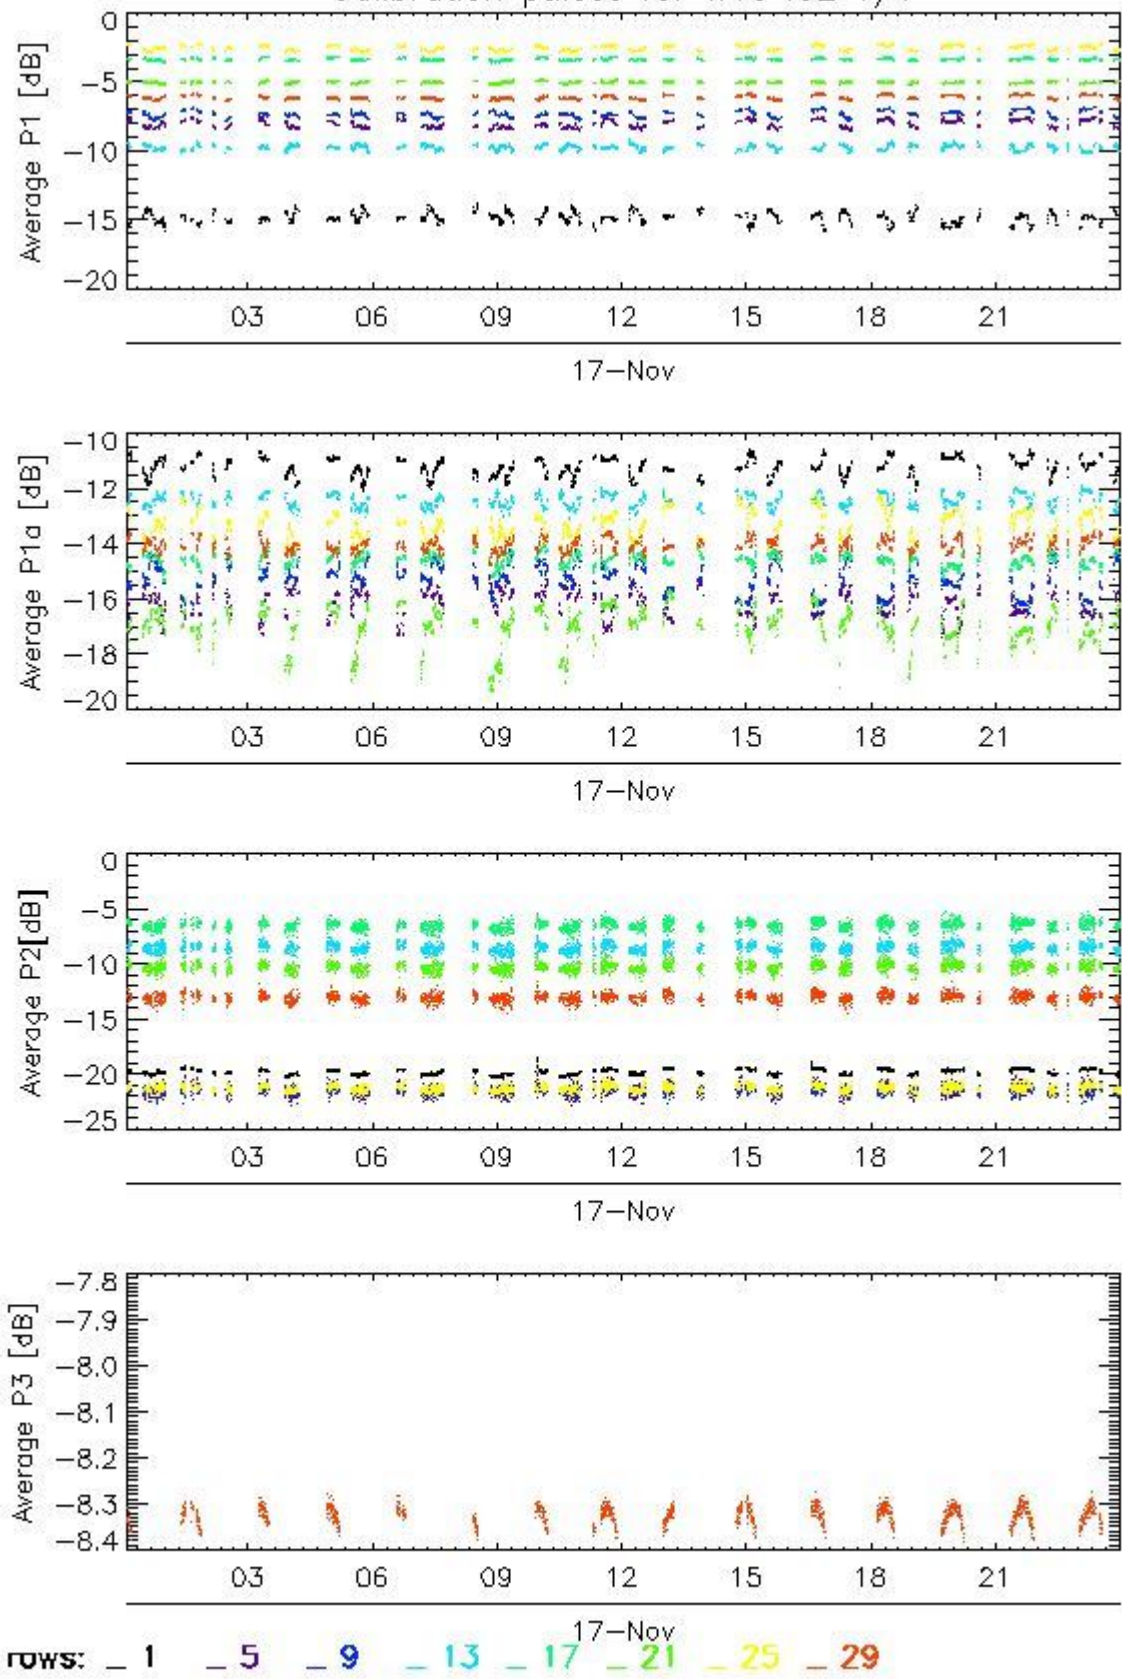 0
−5
−10
−15
−20
Average P1 [dB]
03 06 09 12 15 18 21
17−Nov
−10
−12
−14
−16
−18
−20
Average P1a [dB]
03 06 09 12 15 18 21
17−Nov
0
−5
−10
−15
−20
−25
Average P2[dB]
03 06 09 12 15 18 21
17−Nov
−7.8
−7.9
−8.0
−8.1
−8.2
−8.3
−8.4
Average P3 [dB]
03 06 09 12 15 18 21
17−Nov
rows: _ 1 _ 5 _ 9 _ 13 _ 17 _ 21 _ 25 _ 29